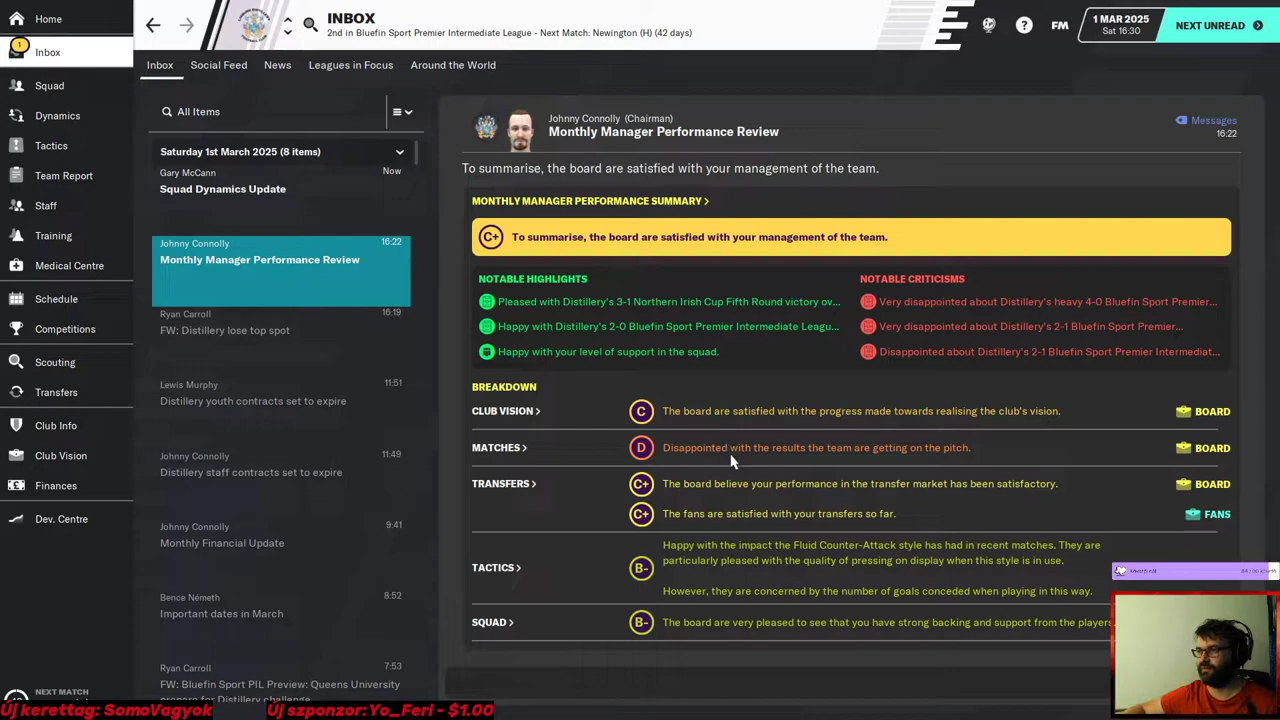 Home
INBOX
2nd in Bluefin Sport Premier Intermediate League - Next Match: Newington (H) (42 days)
FM
1 MAR 2025
Sat 16:30
NEXT UNREAD
1
Inbox
Squad
Dynamics
Tactics
Team Report
Staff
Training
Medical Centre
Schedule
Competitions
Scouting
Transfers
Club Info
Club Vision
Finances
Dev. Centre
NEXT MATCH
Inbox
Social Feed
News
Leagues in Focus
Around the World
All Items
Saturday 1st March 2025 (8 items)
Gary McCann
Now
Squad Dynamics Update
Johnny Connolly
16:22
Monthly Manager Performance Review
Ryan Carroll
16:19
FW: Distillery lose top spot
Lewis Murphy
11:51
Distillery youth contracts set to expire
Johnny Connolly
11:49
Distillery staff contracts set to expire
Johnny Connolly
9:41
Monthly Financial Update
Bence Németh
8:52
Important dates in March
Ryan Carroll
7:53
FW: Bluefin Sport PIL Preview: Queens University
Johnny Connolly (Chairman)
Monthly Manager Performance Review
Messages
16:22
To summarise, the board are satisfied with your management of the team.
MONTHLY MANAGER PERFORMANCE SUMMARY
C+ To summarise, the board are satisfied with your management of the team.
NOTABLE HIGHLIGHTS
Pleased with Distillery's 3-1 Northern Irish Cup Fifth Round victory ov...
Happy with Distillery's 2-0 Bluefin Sport Premier Intermediate Leagu...
Happy with your level of support in the squad.
NOTABLE CRITICISMS
Very disappointed about Distillery's heavy 4-0 Bluefin Sport Premier...
Very disappointed about Distillery's 2-1 Bluefin Sport Premier...
Disappointed about Distillery's 2-1 Bluefin Sport Premier Intermediat...
BREAKDOWN
CLUB VISION
C The board are satisfied with the progress made towards realising the club's vision.
BOARD
MATCHES
D Disappointed with the results the team are getting on the pitch.
BOARD
TRANSFERS
C+ The board believe your performance in the transfer market has been satisfactory.
BOARD
C+ The fans are satisfied with your transfers so far.
FANS
TACTICS
B-
Happy with the impact the Fluid Counter-Attack style has had in recent matches. They are
particularly pleased with the quality of pressing on display when this style is in use.
However, they are concerned by the number of goals conceded when playing in this way.
SQUAD
B- The board are very pleased to see that you have strong backing and support from the players
Új kerettag: SomoVagyok
Új szponzor: Yo_Feri - $1.00